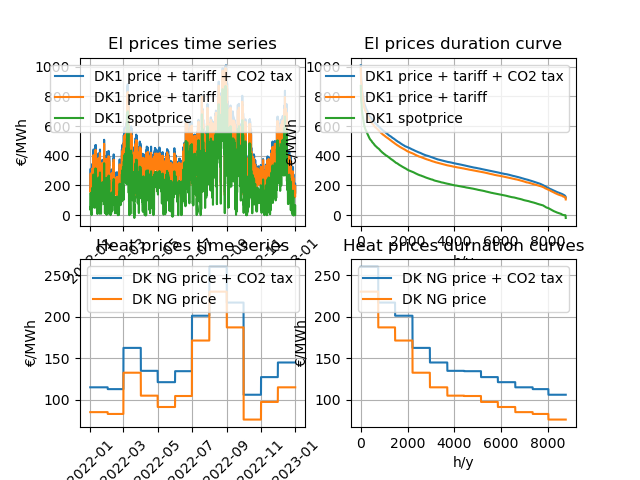 El prices time series
El prices duration curve
1000
800
600
400
200
0
€/MWh
DK1 price + tariff + CO2 tax
DK1 price + tariff
DK1 spotprice
1000
800
600
400
200
0
€/MWh
DK1 price + tariff + CO2 tax
DK1 price + tariff
DK1 spotprice
0
2000
4000
6000
8000
h/y
Heat prices time series
Heat prices durnation curves
250
200
150
100
€/MWh
DK NG price + CO2 tax
DK NG price
2022-01
2022-03
2022-05
2022-07
2022-09
2022-11
2023-01
250
200
150
100
€/MWh
DK NG price + CO2 tax
DK NG price
0
2000
4000
6000
8000
h/y